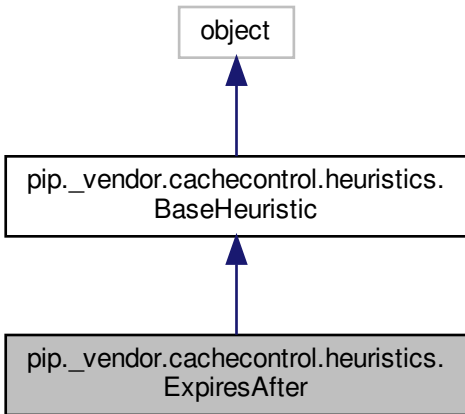 object
pip._vendor.cachecontrol.heuristics.
BaseHeuristic
pip._vendor.cachecontrol.heuristics.
ExpiresAfter